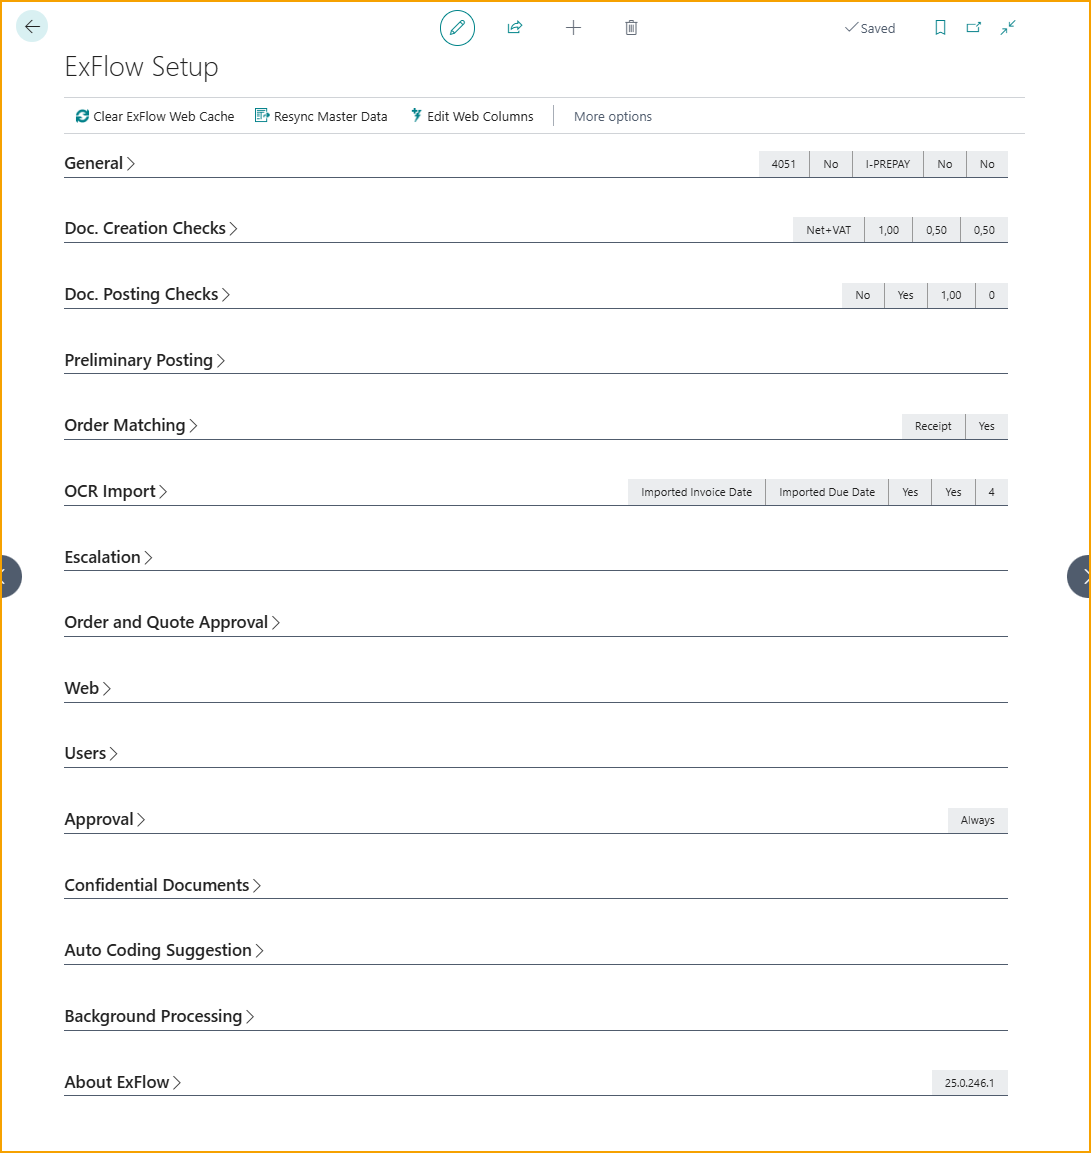 Saved
ExFlow Setup
Clear ExFlow Web Cache Resync Master Data Edit Web Columns More options
General 4051 No I-PREPAY No No
Doc. Creation Checks Net+VAT 1,00 0,50 0,50
Doc. Posting Checks No Yes 1,00 0
Preliminary Posting
Order Matching Receipt Yes
OCR Import Imported Invoice Date Imported Due Date Yes Yes 4
Escalation
Order and Quote Approval
Web
Users
Approval Always
Confidential Documents
Auto Coding Suggestion
Background Processing
About ExFlow 25.0.246.1